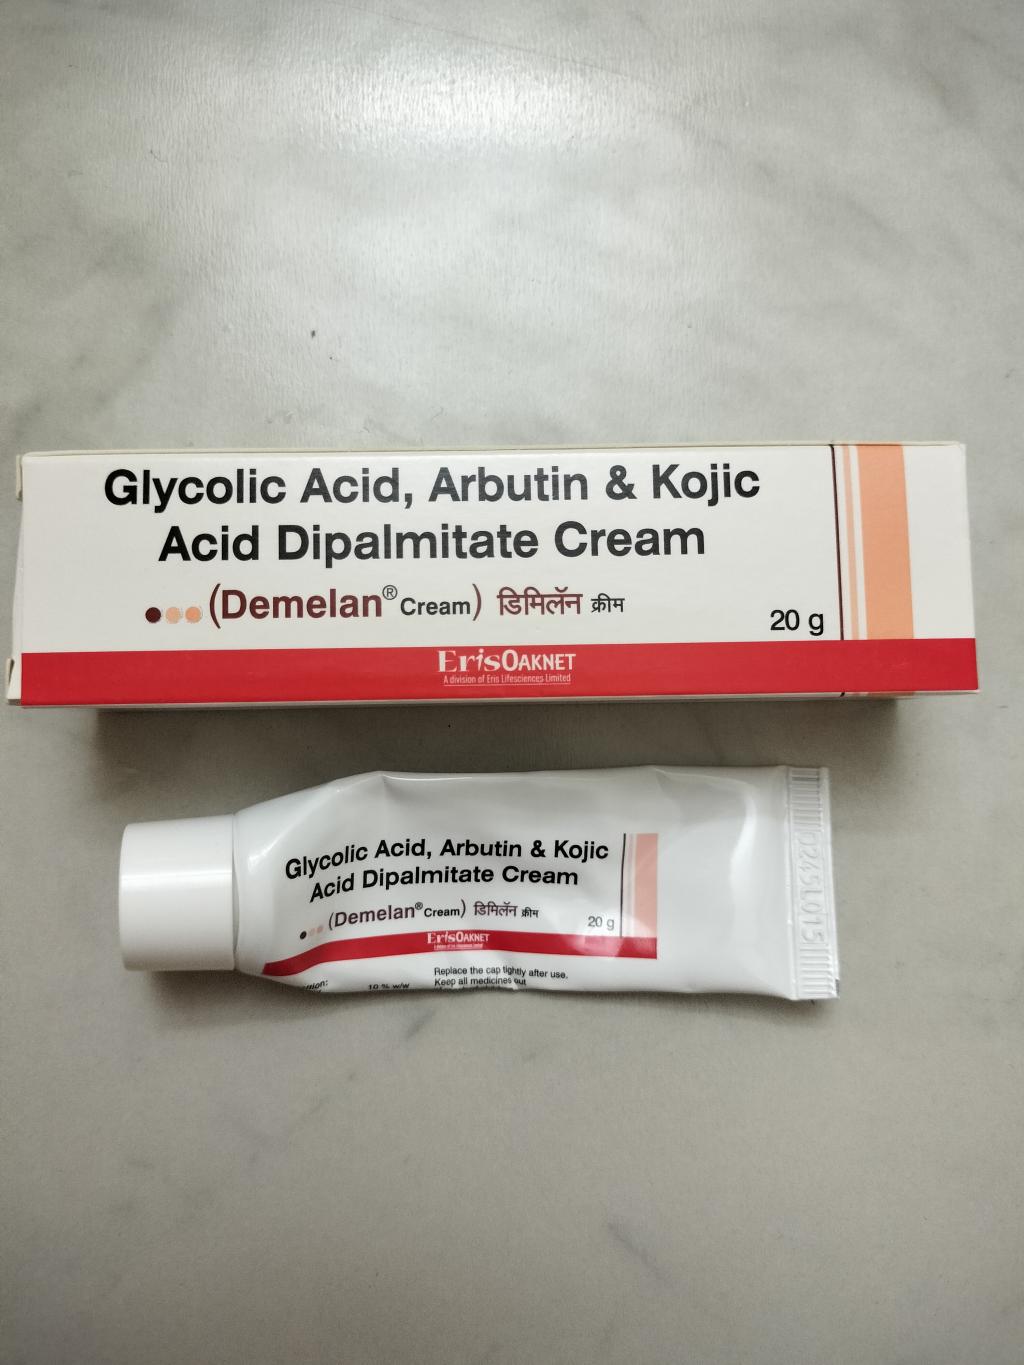 Glycolic Acid, Arbutin & Kojic
Acid Dipalmitate Cream
(Demelan® Cream) डिमिलॅन क्रीम
20 g
ErisOAKNET
A division of Eris Lifesciences Limited
Glycolic Acid, Arbutin & Kojic
Acid Dipalmitate Cream
(Demelan® Cream) डिमिलॅन क्रीम
20 g
ErisOAKNET
10 % w/w
Replace the cap tightly after use.
Keep all medicines out